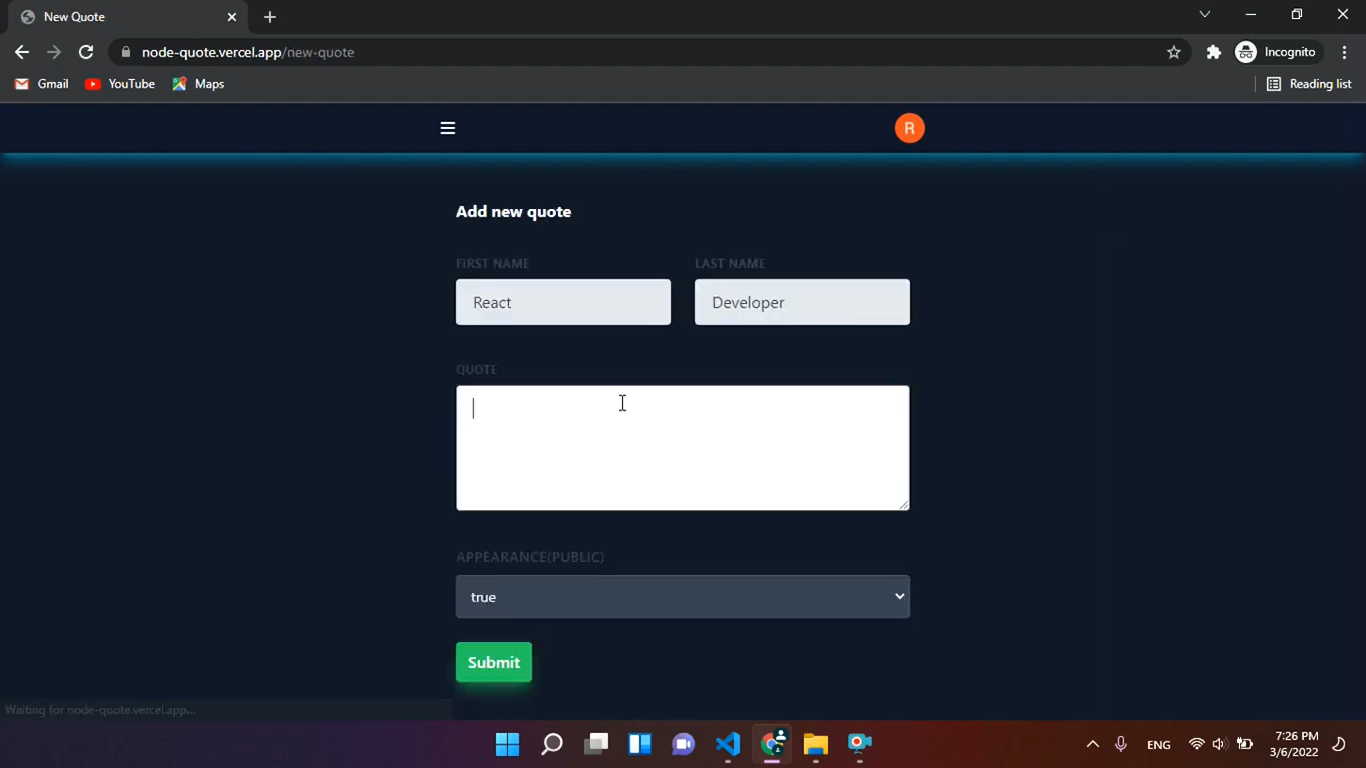 New Quote
node-quote.vercel.app/new-quote
Incognito
Gmail
YouTube
Maps
Reading list
R
Add new quote
FIRST NAME
LAST NAME
React
Developer
QUOTE
APPEARANCE(PUBLIC)
true
Submit
Waiting for node-quote.vercel.app...
ENG
7:26 PM
3/6/2022